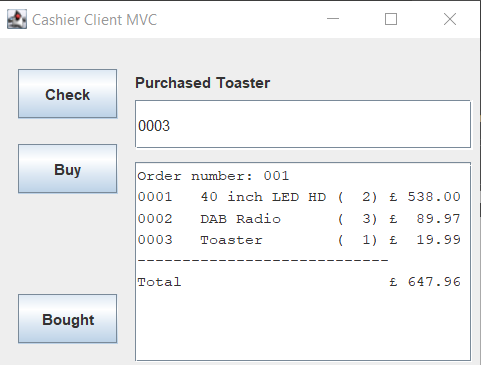 Cashier Client MVC
Check
Purchased Toaster
0003
Buy
Order number: 001
0001   40 inch LED HD (  2) £ 538.00
0002   DAB Radio      (  3) £  89.97
0003   Toaster        (  1) £  19.99
----------------------------
Total                       £ 647.96
Bought